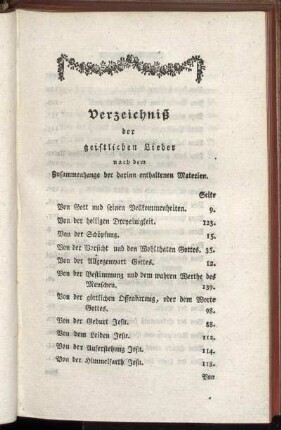 Verzeichniß
der
geistlichen Lieder
nach dem
Zusammenhange der darien enthaltenen Materien.
Seite
Von Gott und seinen Vollkommenheiten. 9.
Von der heiligen Dreyeinigkeit. 123.
Von der Schöpfung. 15.
Von der Vorsicht und den Wohlthaten Gottes. 35.
Von der Allgegenwart Gottes. 12.
Von der Bestimmung und dem wahren Werthe des
Menschen. 139.
Von der göttlichen Offenbarung, oder dem Worte
Gottes. 98.
Von der Geburt Jesu. 88.
Von dem Leiden Jesu. 112.
Von der Auferstehung Jesu. 114.
Von der Himmelfarth Jesu. 115.
Von